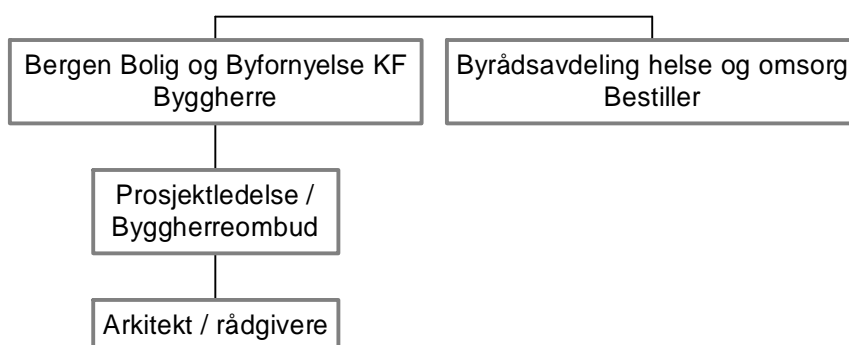 Bergen Bolig og Byfornyelse KF
Byggherre
Byrådsavdeling helse og omsorg
Bestiller
Prosjektledelse /
Byggherreombud
Arkitekt / rådgivere